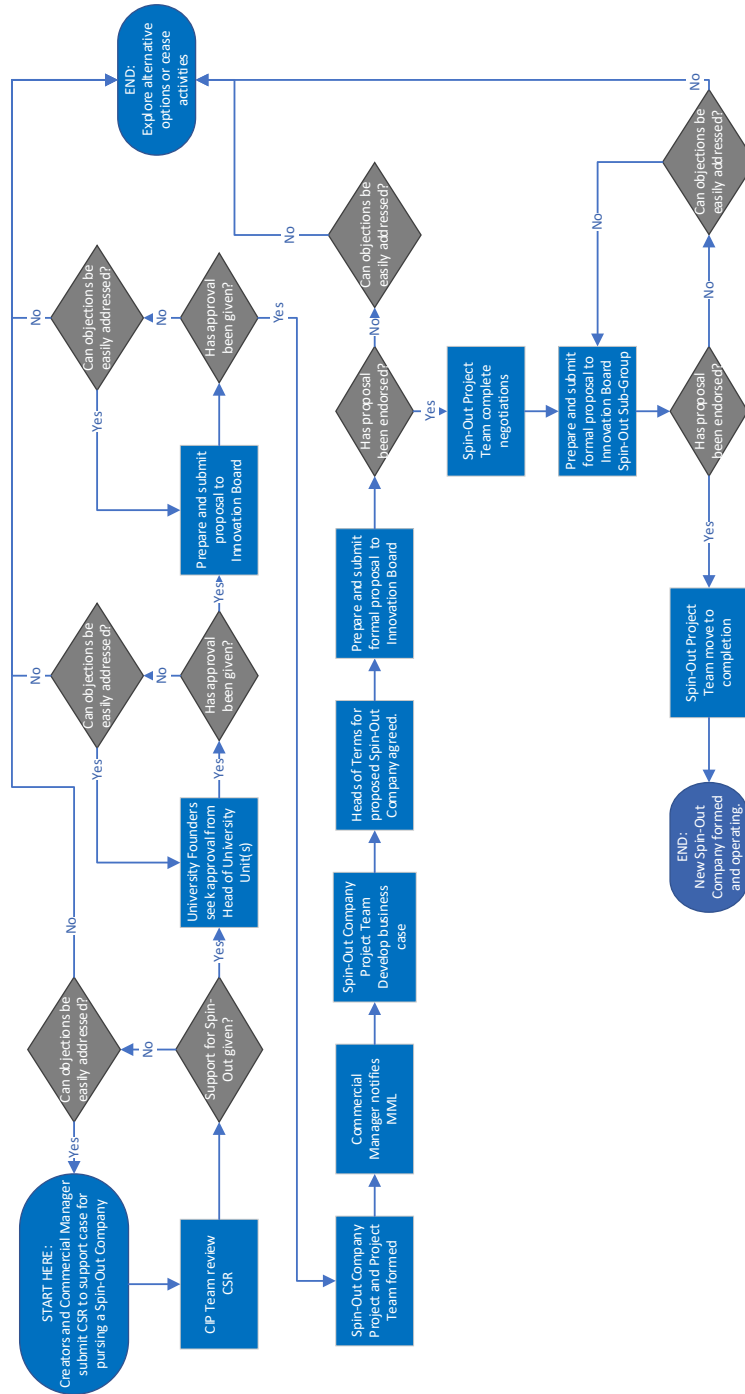 START HERE:
Creators and Commercial Manager
submit CSR to support case for
pursing a Spin-Out Company
Yes
Can objections be
easily addressed?
No
No
CIP Team review
CSR
Support for Spin-
Out given?
Yes
University Founders
seek approval from
Head of University
Unit(s)
Yes
Has approval
been given?
No
Can objections be
easily addressed?
Yes
No
Yes
Prepare and submit
proposal to
Innovation Board
Has approval
been given?
No
Can objections be
easily addressed?
Yes
No
Yes
END:
Explore alternative
options or cease
activities
Spin-Out Company
Project and Project
Team formed
Commercial
Manager notifies
MML
Spin-Out Company
Project Team
Develop business
case
Heads of Terms for
proposed Spin-Out
Company agreed.
Prepare and submit
formal proposal to
Innovation Board
Has proposal
been endorsed?
No
Can objections be
easily addressed?
No
Yes
Spin-Out Project
Team complete
negotiations
Prepare and submit
formal proposal to
Innovation Board
Spin-Out Sub-Group
Has proposal
been endorsed?
No
Can objections be
easily addressed?
No
No
Yes
Spin-Out Project
Team move to
completion
END:
New Spin-Out
Company formed
and operating.